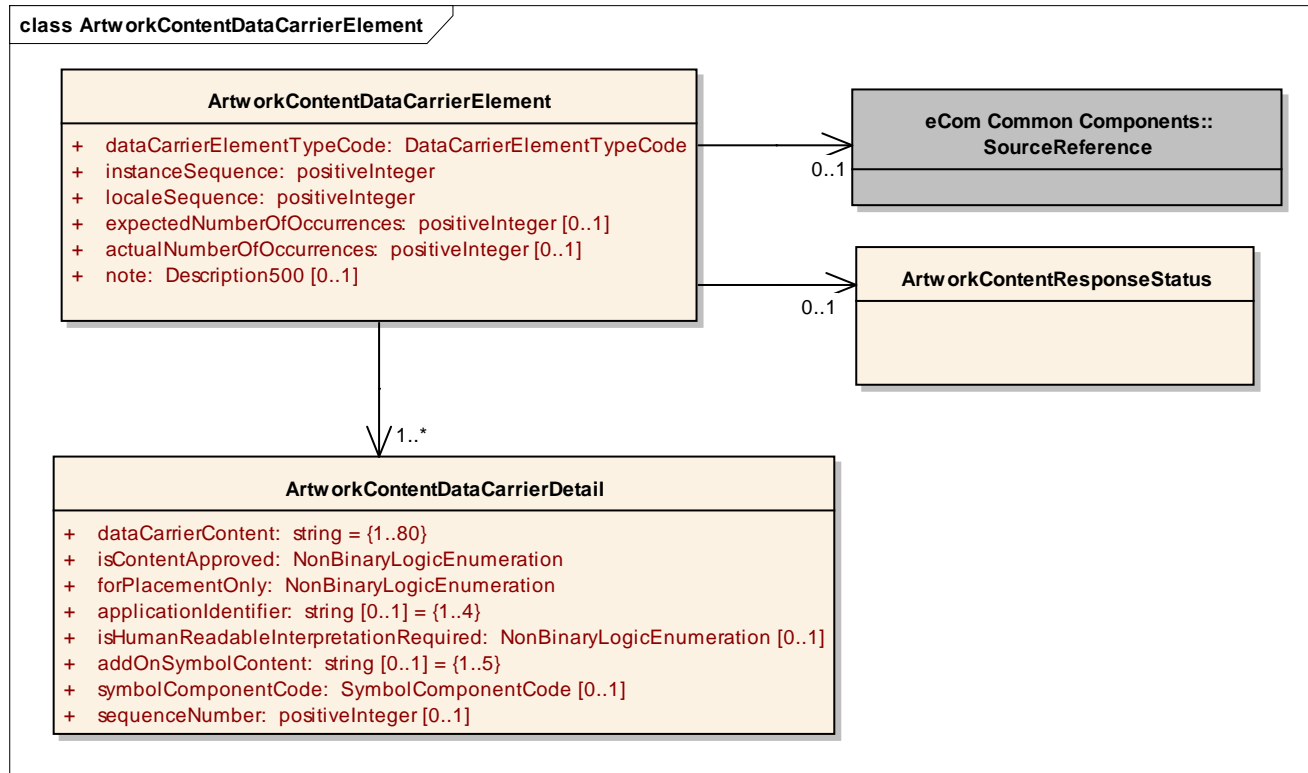 class ArtworkContentDataCarrierElement
ArtworkContentDataCarrierElement
+ dataCarrierElementTypeCode: DataCarrierElementTypeCode
+ instanceSequence: positiveInteger
+ localeSequence: positiveInteger
+ expectedNumberOfOccurrences: positiveInteger [0..1]
+ actualNumberOfOccurrences: positiveInteger [0..1]
+ note: Description500 [0..1]
eCom Common Components::
SourceReference
0..1
ArtworkContentResponseStatus
0..1
1..*
ArtworkContentDataCarrierDetail
+ dataCarrierContent: string = {1..80}
+ isContentApproved: NonBinaryLogicEnumeration
+ forPlacementOnly: NonBinaryLogicEnumeration
+ applicationIdentifier: string [0..1] = {1..4}
+ isHumanReadableInterpretationRequired: NonBinaryLogicEnumeration [0..1]
+ addOnSymbolContent: string [0..1] = {1..5}
+ symbolComponentCode: SymbolComponentCode [0..1]
+ sequenceNumber: positiveInteger [0..1]